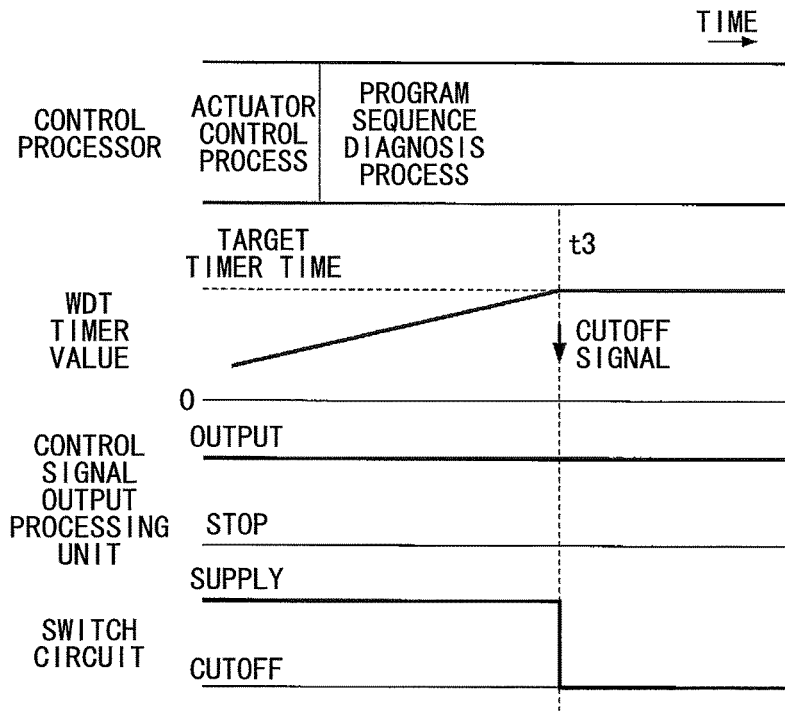 TIME
CONTROL
PROCESSOR
ACTUATOR
CONTROL
PROCESS
PROGRAM
SEQUENCE
DIAGNOSIS
PROCESS
TARGET
TIMER TIME
t3
WDT
TIMER
VALUE
CUTOFF
SIGNAL
0
CONTROL
SIGNAL
OUTPUT
PROCESSING
UNIT
OUTPUT
STOP
SWITCH
CIRCUIT
SUPPLY
CUTOFF